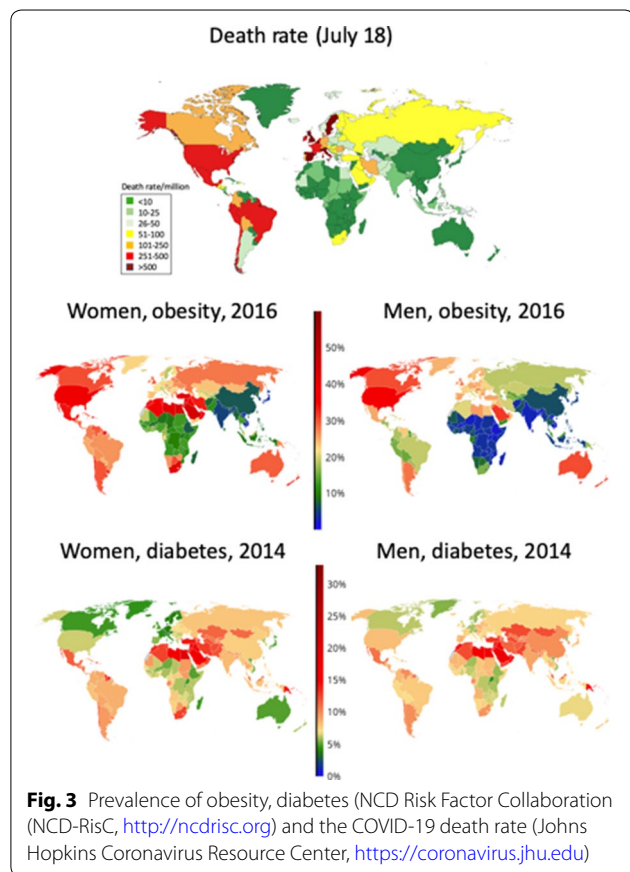 Death rate (July 18)
Death rate/million
<10
10-25
26-50
51-100
101-250
251-500
>500
Women, obesity, 2016
Men, obesity, 2016
50%
40%
30%
20%
10%
Women, diabetes, 2014
Men, diabetes, 2014
30%
25%
20%
15%
10%
5%
0%
Fig. 3 Prevalence of obesity, diabetes (NCD Risk Factor Collaboration
(NCD-RisC, http://ncdrisc.org) and the COVID-19 death rate (Johns
Hopkins Coronavirus Resource Center, https://coronavirus.jhu.edu)